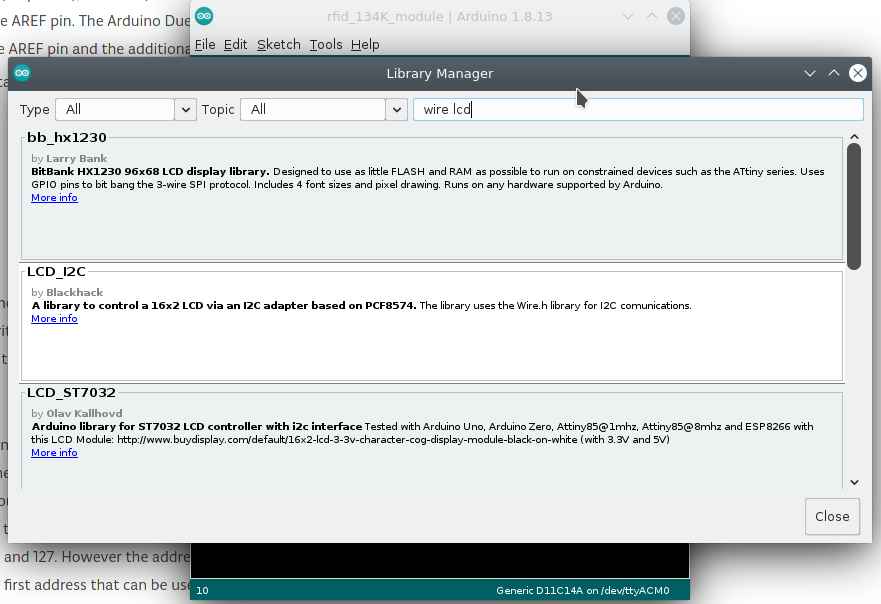 e AREF pin. The Arduino Due
e AREF pin and the additiona
rfid_134K_module | Arduino 1.8.13
File Edit Sketch Tools Help
Library Manager
Type All Topic All wire lcd
bb_hx1230
by Larry Bank
BitBank HX1230 96x68 LCD display library. Designed to use as little FLASH and RAM as possible to run on constrained devices such as the ATtiny series. Uses
GPIO pins to bit bang the 3-wire SPI protocol. Includes 4 font sizes and pixel drawing. Runs on any hardware supported by Arduino.
More info
LCD_I2C
by Blackhack
A library to control a 16x2 LCD via an I2C adapter based on PCF8574. The library uses the Wire.h library for I2C comunications.
More info
LCD_ST7032
by Olav Kallhovd
Arduino library for ST7032 LCD controller with i2c interface Tested with Arduino Uno, Arduino Zero, Attiny85@1mhz, Attiny85@8mhz and ESP8266 with
this LCD Module: http://www.buydisplay.com/default/16x2-lcd-3-3v-character-cog-display-module-black-on-white (with 3.3V and 5V)
More info
Close
and 127. However the addre
first address that can be use
10 Generic D11C14A on /dev/ttyACM0